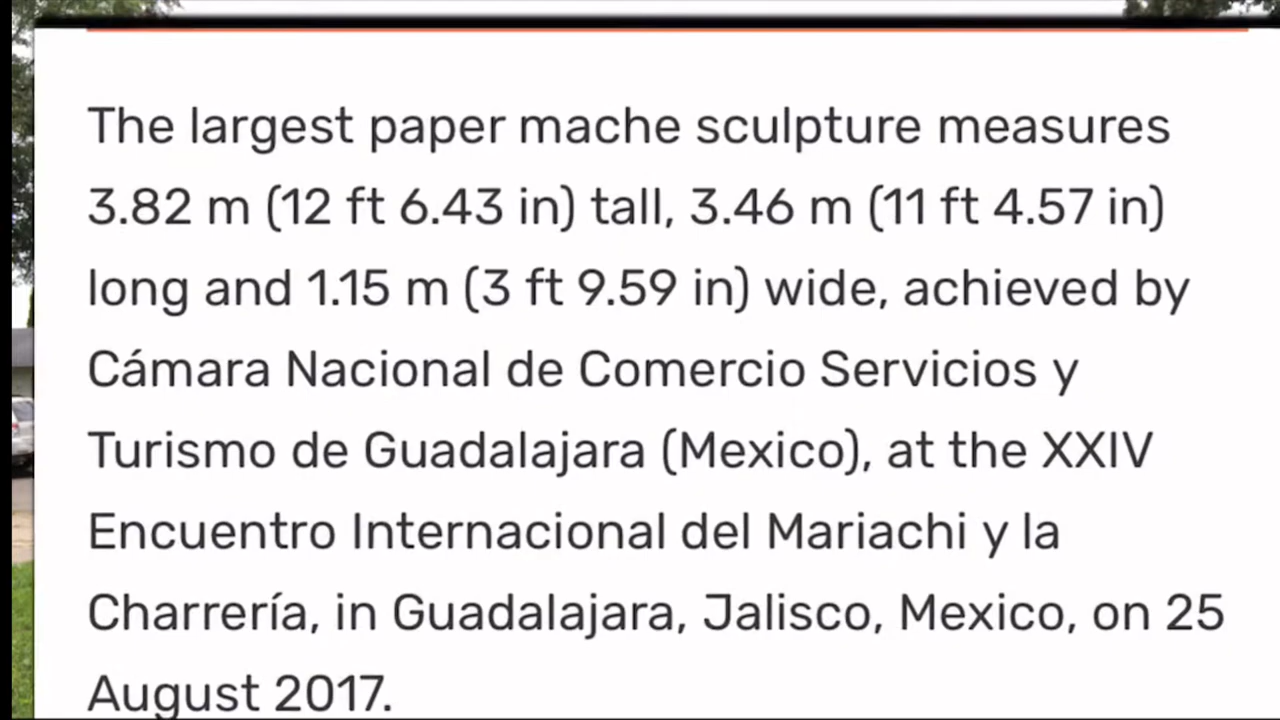 The largest paper mache sculpture measures
3.82 m (12 ft 6.43 in) tall, 3.46 m (11 ft 4.57 in)
long and 1.15 m (3 ft 9.59 in) wide, achieved by
Cámara Nacional de Comercio Servicios y
Turismo de Guadalajara (Mexico), at the XXIV
Encuentro Internacional del Mariachi y la
Charrería, in Guadalajara, Jalisco, Mexico, on 25
August 2017.